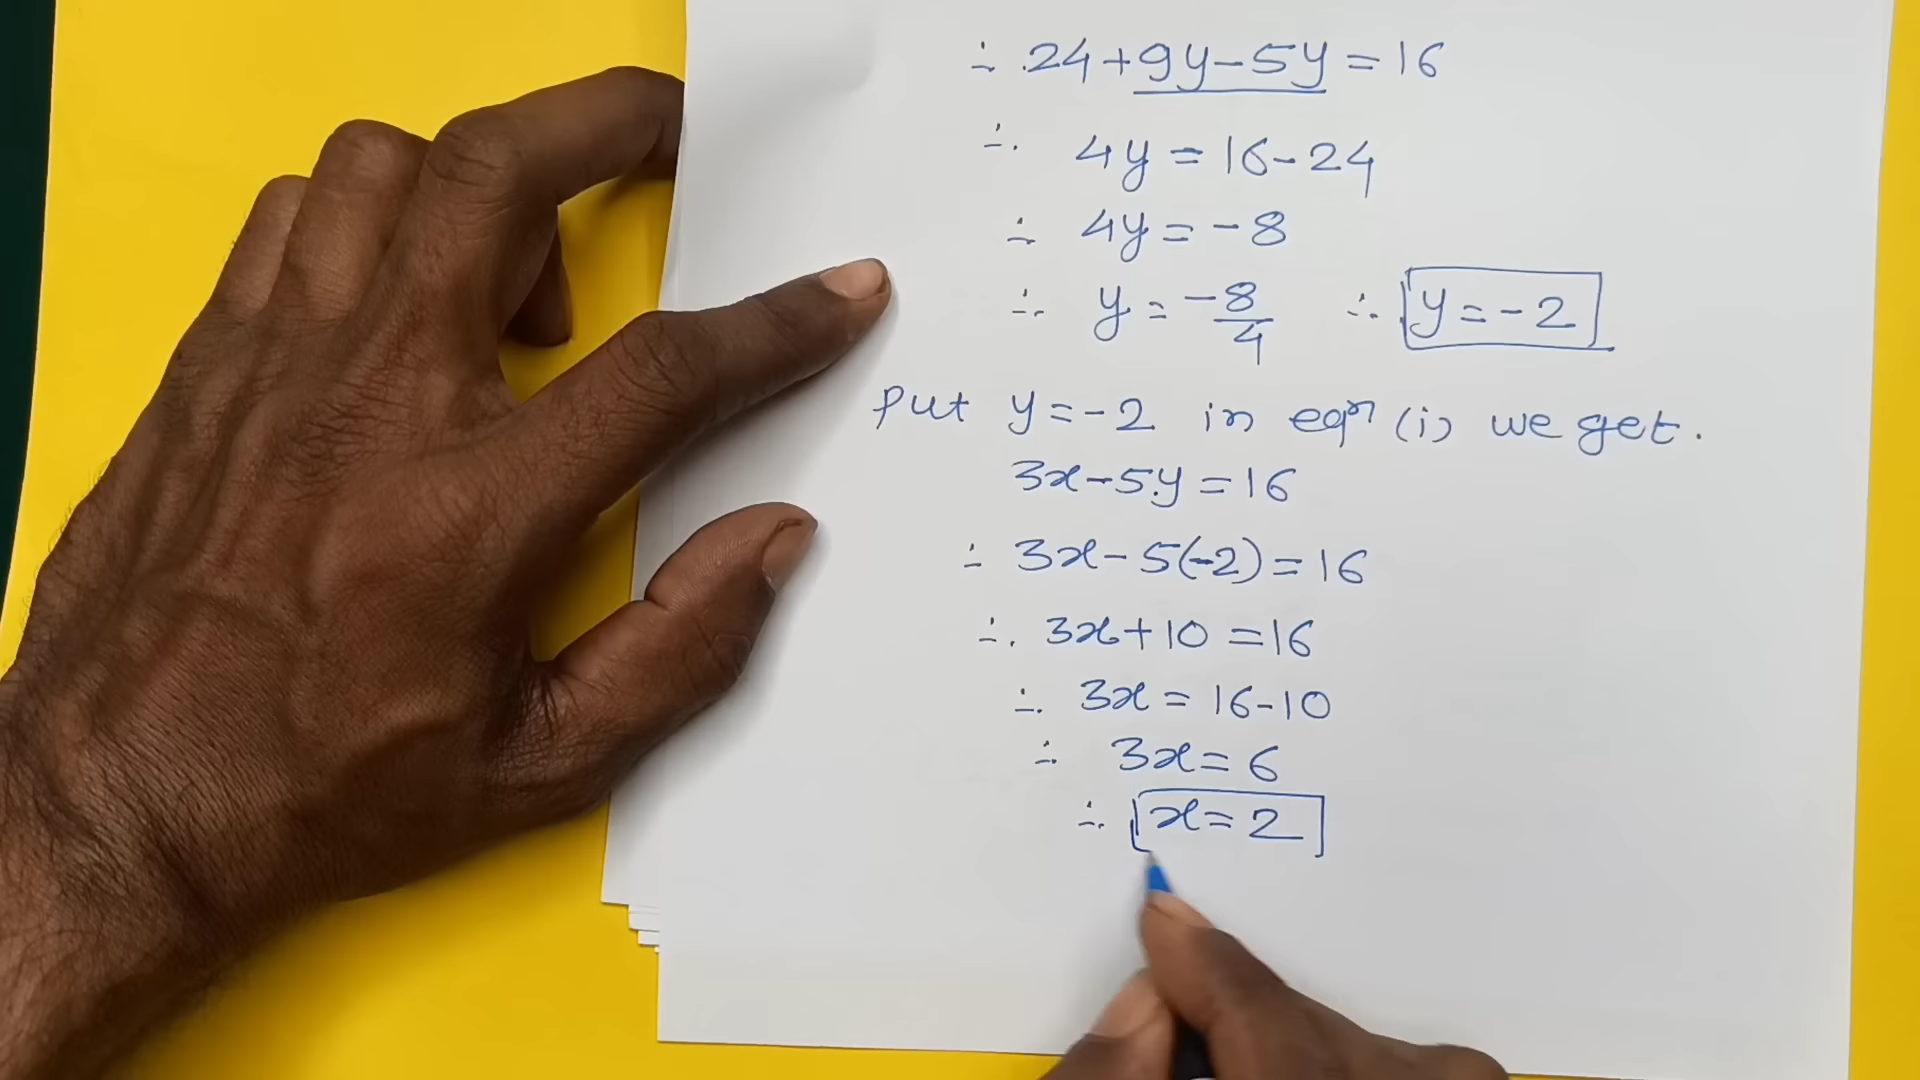 ∴ 24+9y-5y=16
∴ 4y=16-24
∴ 4y=-8
∴ y=-8/4 ∴ y=-2
Put y=-2 in eqn (i) we get.
3x-5y=16
∴ 3x-5(-2)=16
∴ 3x+10=16
∴ 3x=16-10
∴ 3x=6
∴ x=2